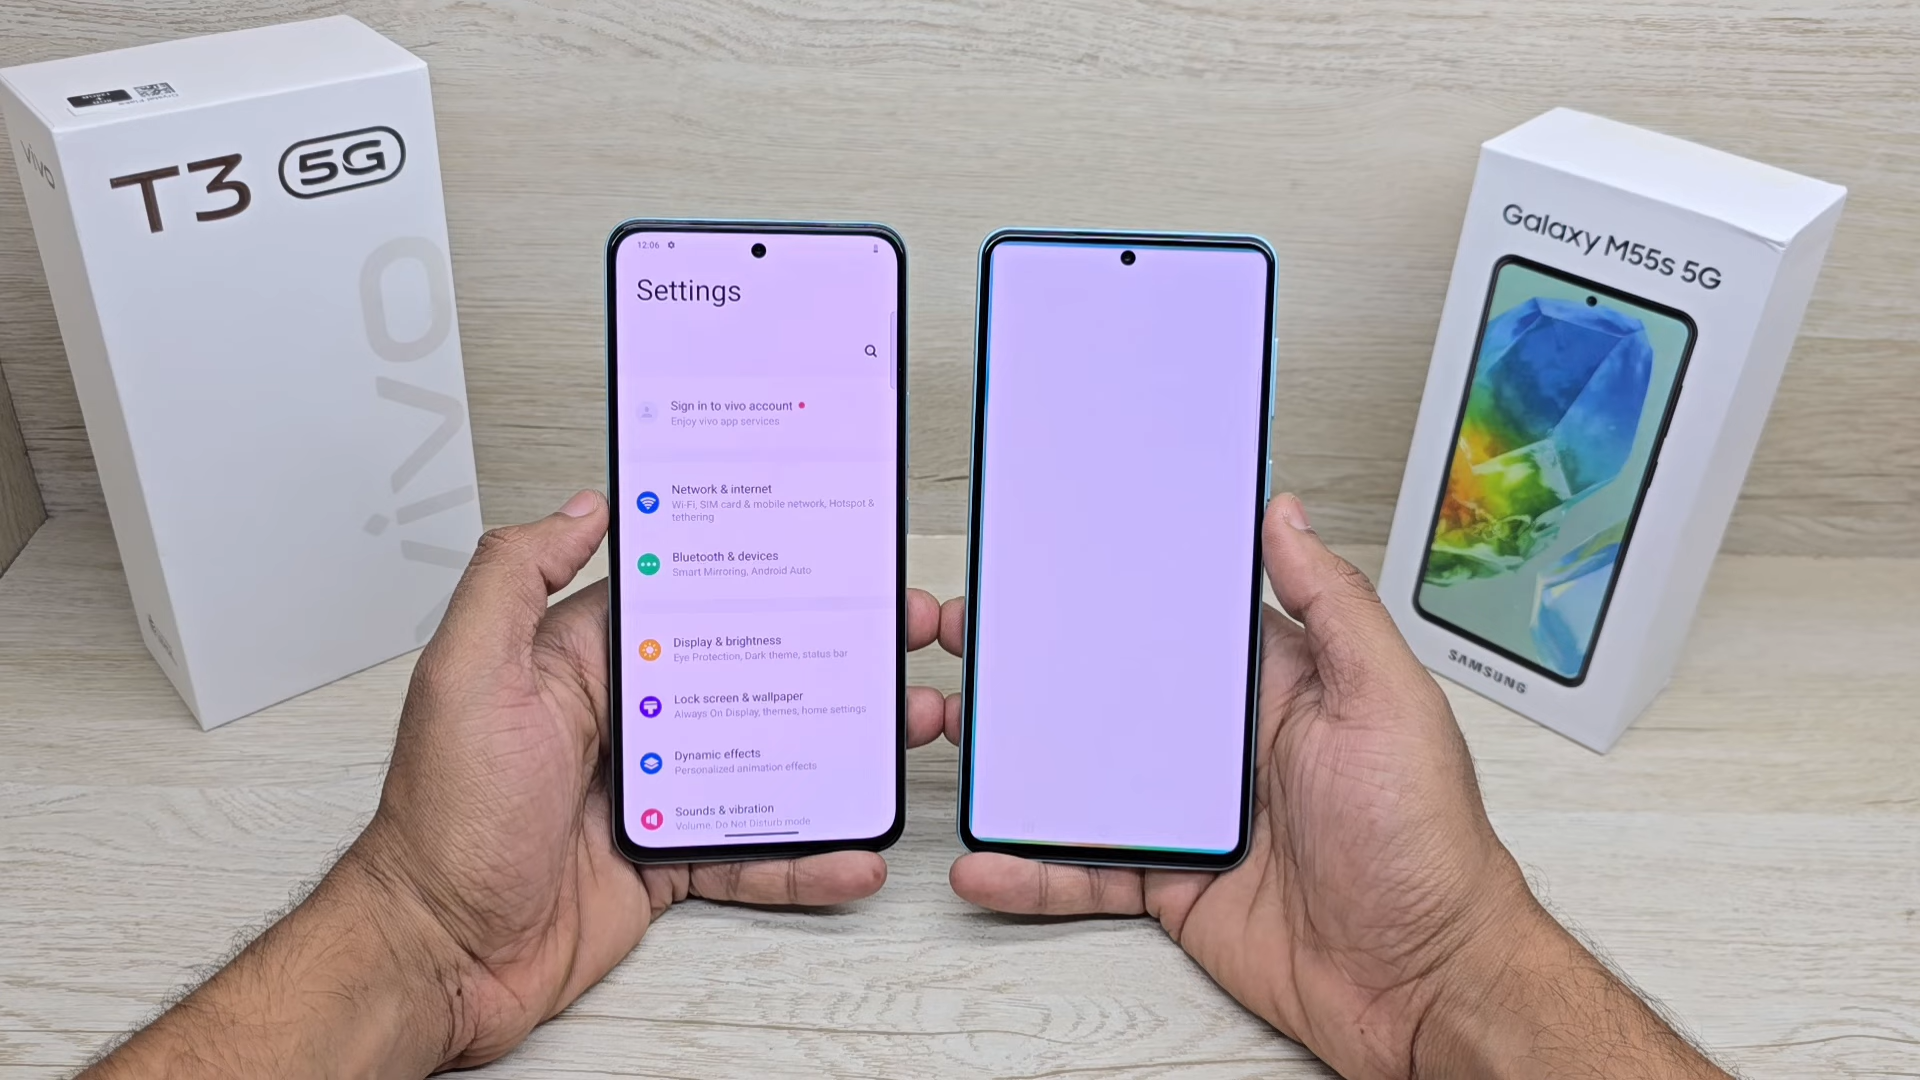 vivo
T3 5G
vivo
12:06
Settings
Sign in to vivo account
Enjoy vivo app services
Network & internet
Wi-Fi, SIM card & mobile network, Hotspot &
tethering
Bluetooth & devices
Smart Mirroring, Android Auto
Display & brightness
Eye Protection, Dark theme, status bar
Lock screen & wallpaper
Always On Display, themes, home settings
Dynamic effects
Personalized animation effects
Sounds & vibration
Volume, Do Not Disturb mode
Galaxy M55s 5G
SAMSUNG